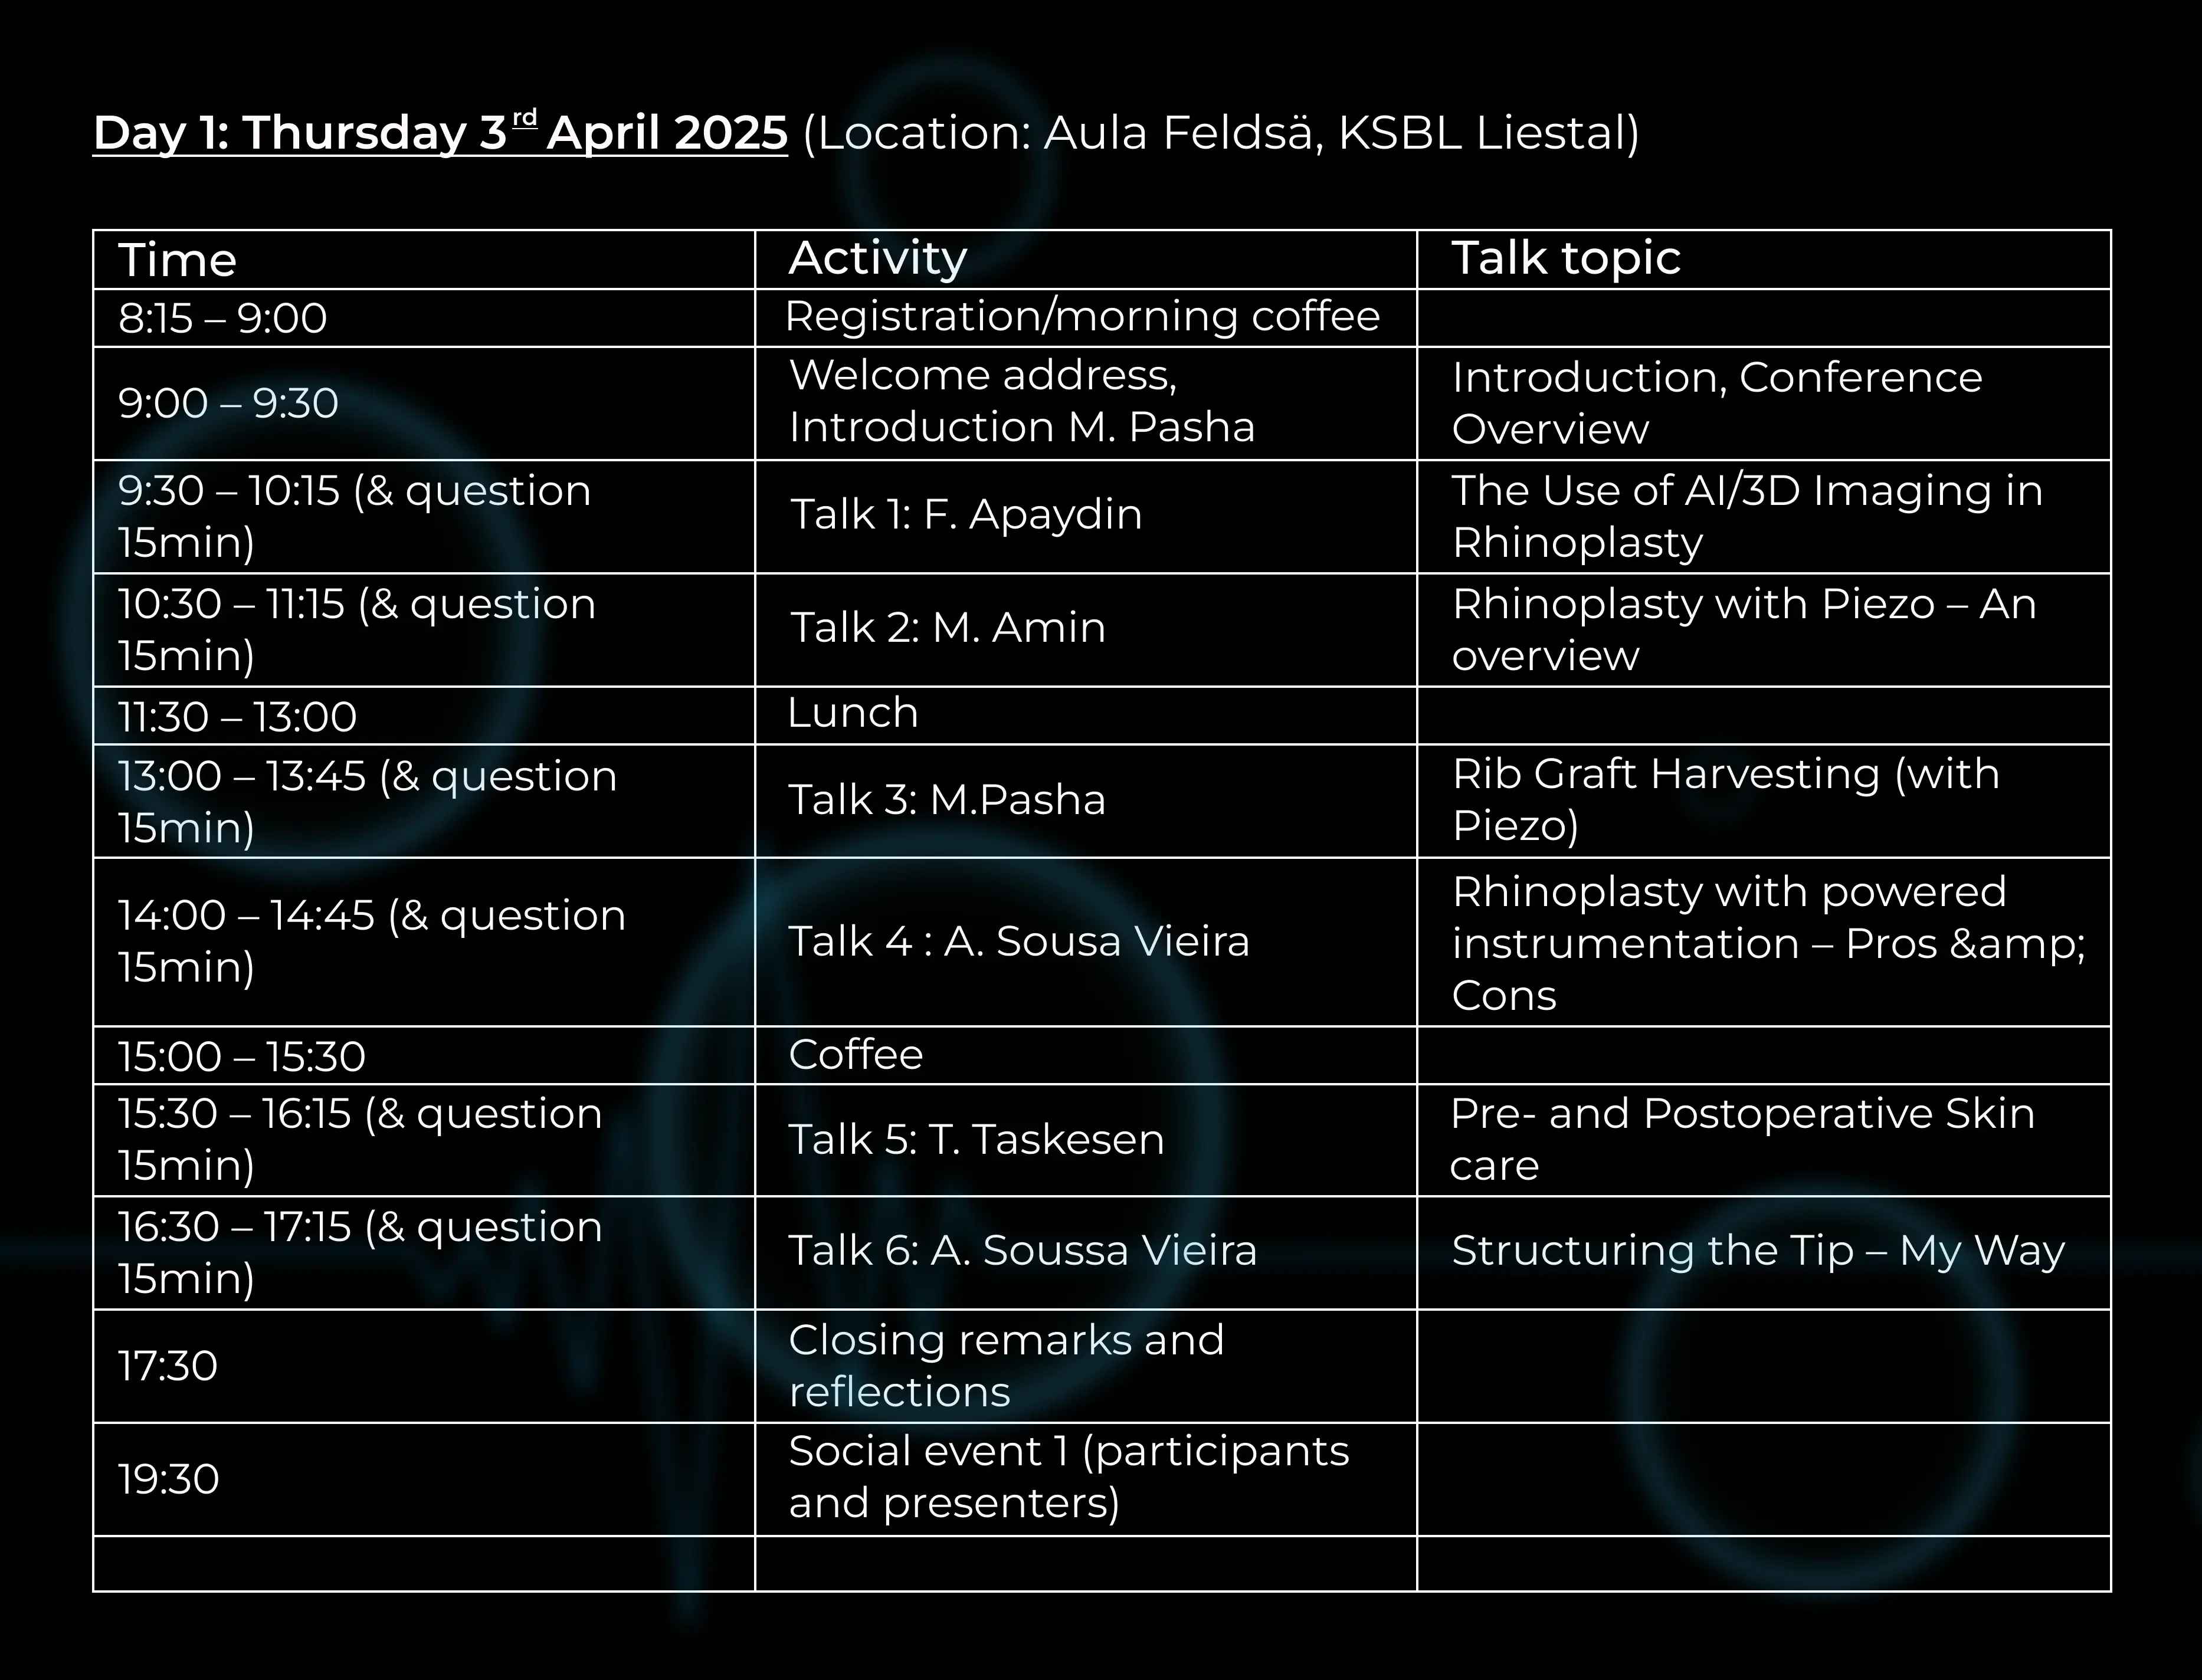 Day 1: Thursday 3rd April 2025 (Location: Aula Feldsä, KSBL Liestal)
Time
Activity
Talk topic
8:15 – 9:00
Registration/morning coffee
9:00 – 9:30
Welcome address,
Introduction M. Pasha
Introduction, Conference
Overview
9:30 – 10:15 (& question
15min)
Talk 1: F. Apaydin
The Use of AI/3D Imaging in
Rhinoplasty
10:30 – 11:15 (& question
15min)
Talk 2: M. Amin
Rhinoplasty with Piezo – An
overview
11:30 – 13:00
Lunch
13:00 – 13:45 (& question
15min)
Talk 3: M.Pasha
Rib Graft Harvesting (with
Piezo)
14:00 – 14:45 (& question
15min)
Talk 4 : A. Sousa Vieira
Rhinoplasty with powered
instrumentation – Pros &amp;
Cons
15:00 – 15:30
Coffee
15:30 – 16:15 (& question
15min)
Talk 5: T. Taskesen
Pre- and Postoperative Skin
care
16:30 – 17:15 (& question
15min)
Talk 6: A. Soussa Vieira
Structuring the Tip – My Way
17:30
Closing remarks and
reflections
19:30
Social event 1 (participants
and presenters)